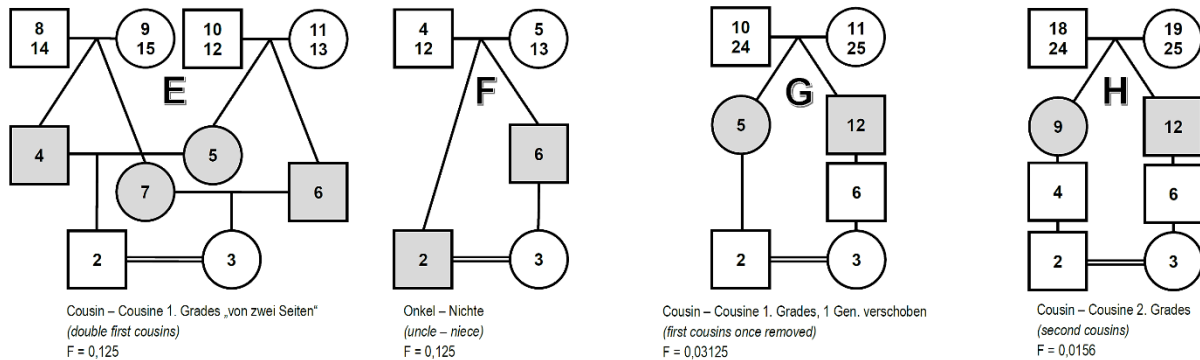 8
14
9
15
10
12
11
13
E
4
5
7
6
2
3
Cousin – Cousine 1. Grades „von zwei Seiten“
(double first cousins)
F = 0,125
4
12
5
13
F
6
2
3
Onkel – Nichte
(uncle – niece)
F = 0,125
10
24
11
25
G
5
12
6
2
3
Cousin – Cousine 1. Grades, 1 Gen. verschoben
(first cousins once removed)
F = 0,03125
18
24
19
25
H
9
12
4
6
2
3
Cousin – Cousine 2. Grades
(second cousins)
F = 0,0156